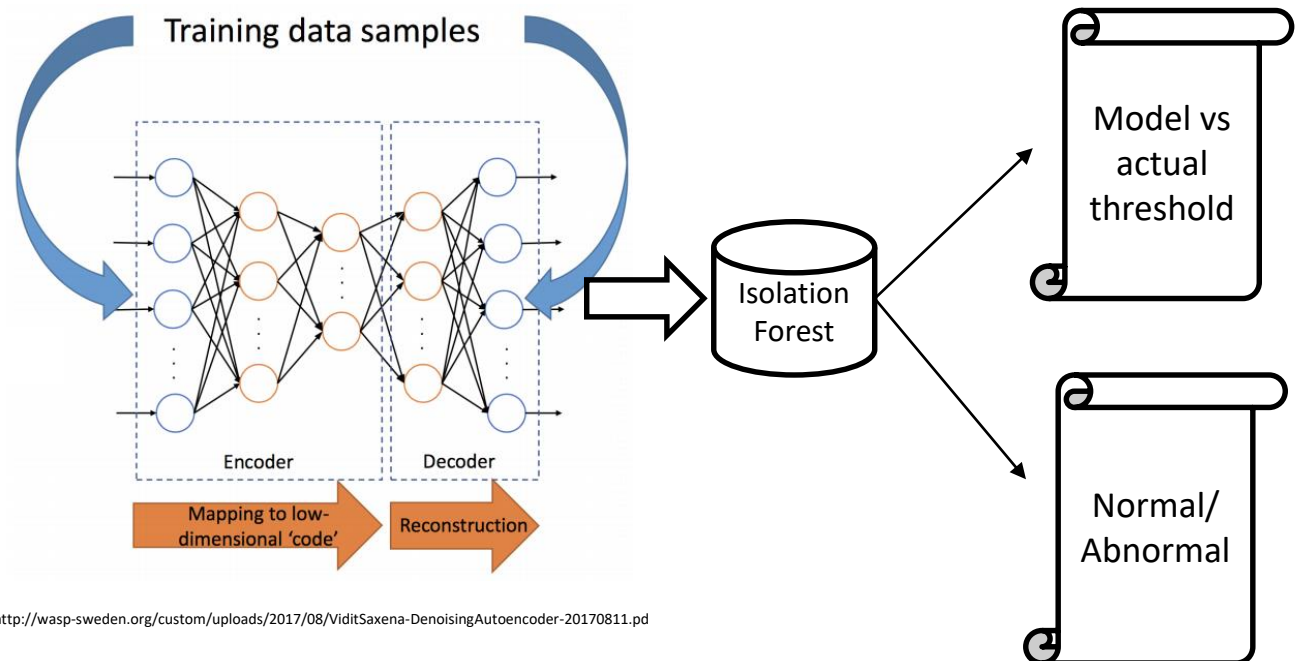 Training data samples
Encoder
Decoder
Mapping to low-
dimensional ‘code’
Reconstruction
Isolation
Forest
Model vs
actual
threshold
Normal/
Abnormal
ttp://wasp-sweden.org/custom/uploads/2017/08/ViditSaxena-DenoisingAutoencoder-20170811.pd